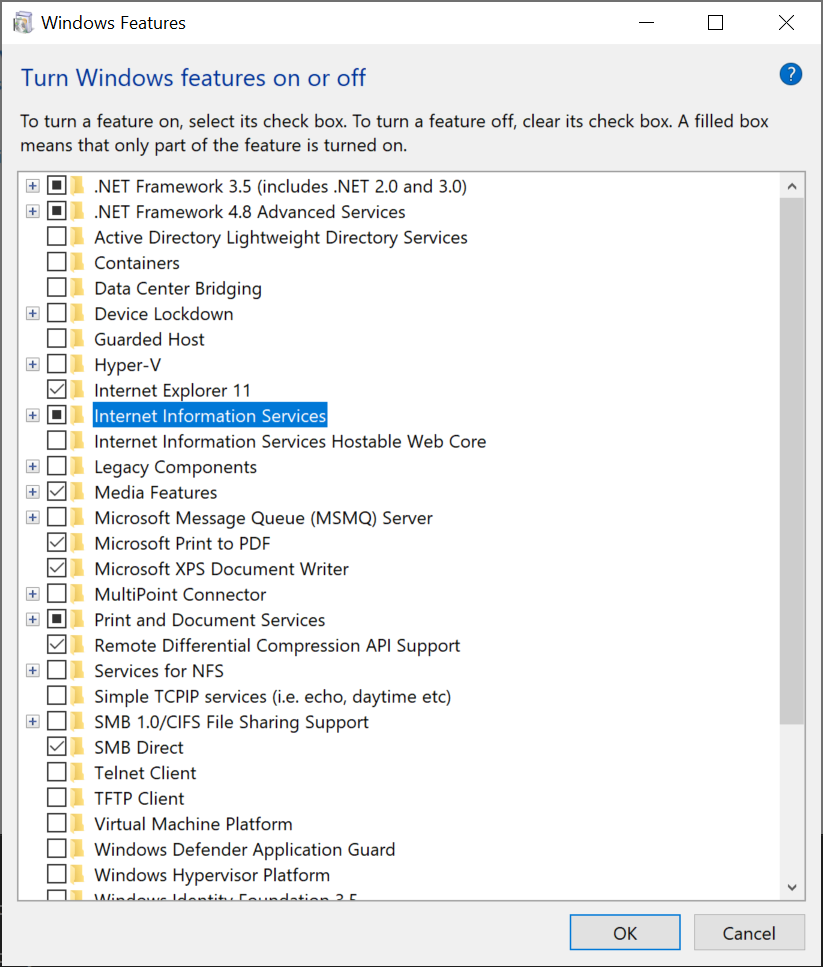 Windows Features
Turn Windows features on or off
?
To turn a feature on, select its check box. To turn a feature off, clear its check box. A filled box
means that only part of the feature is turned on.
.NET Framework 3.5 (includes .NET 2.0 and 3.0)
.NET Framework 4.8 Advanced Services
Active Directory Lightweight Directory Services
Containers
Data Center Bridging
Device Lockdown
Guarded Host
Hyper-V
Internet Explorer 11
Internet Information Services
Internet Information Services Hostable Web Core
Legacy Components
Media Features
Microsoft Message Queue (MSMQ) Server
Microsoft Print to PDF
Microsoft XPS Document Writer
MultiPoint Connector
Print and Document Services
Remote Differential Compression API Support
Services for NFS
Simple TCPIP services (i.e. echo, daytime etc)
SMB 1.0/CIFS File Sharing Support
SMB Direct
Telnet Client
TFTP Client
Virtual Machine Platform
Windows Defender Application Guard
Windows Hypervisor Platform
Windows Identity Foundation 3.5
OK
Cancel